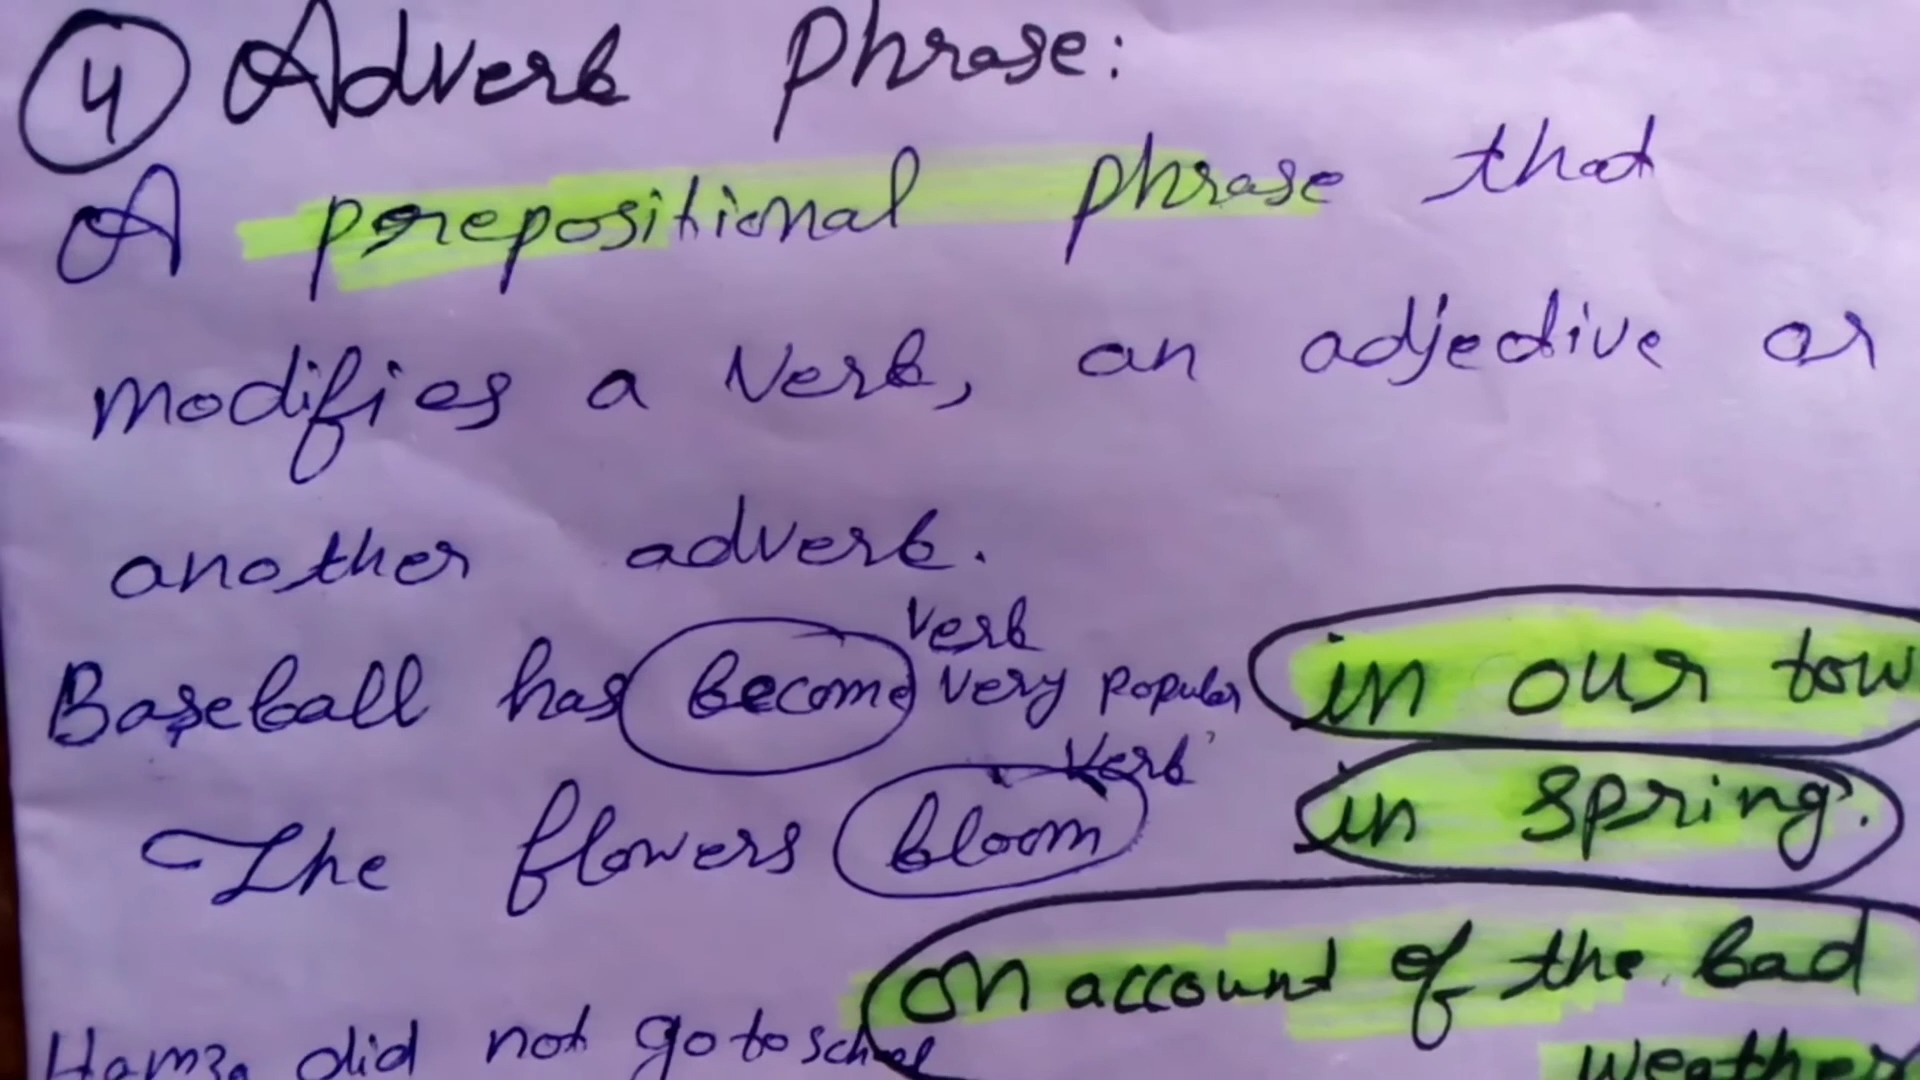 4 Adverb Phrase:
A prepositional phrase that
modifies a Verb, an adjective or
another adverb.
Verb
Baseball has become very popular in our tow
Verb
The flowers bloom in spring.
on account of the bad
Hamza did not go to school
weather